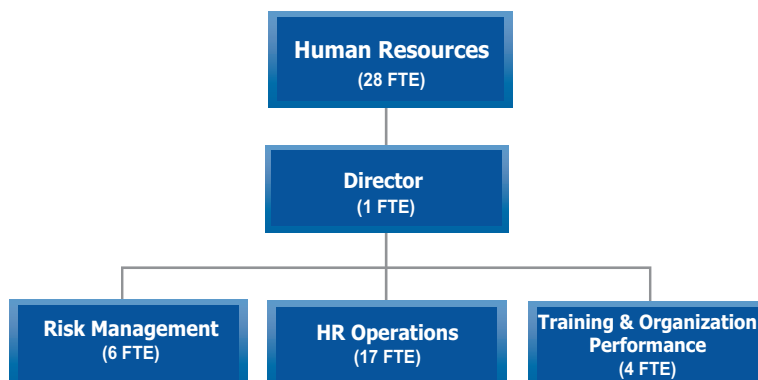 Human Resources
(28 FTE)
Director
(1 FTE)
Risk Management
(6 FTE)
HR Operations
(17 FTE)
Training & Organization
Performance
(4 FTE)